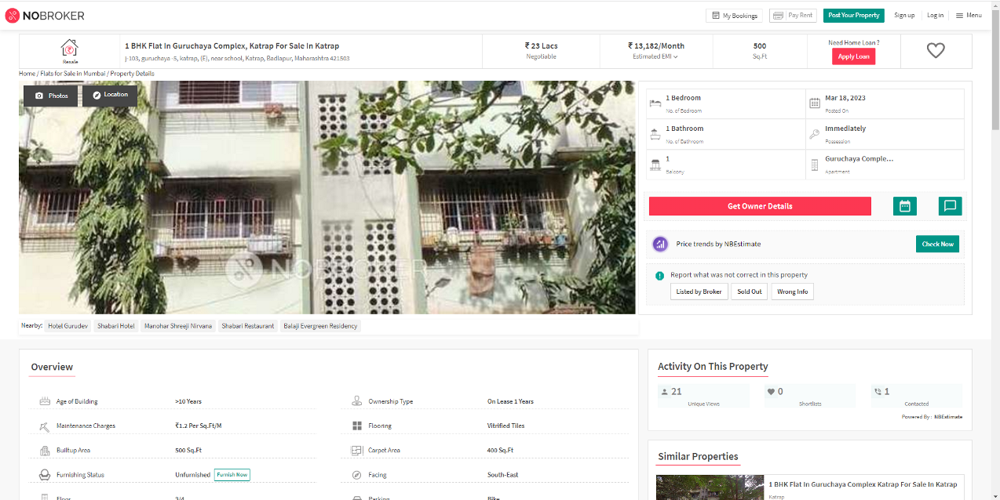 NOBROKER
My Bookings
Pay Rent
Post Your Property
Sign up
Log in
Menu
Resale
1 BHK Flat In Guruchaya Complex, Katrap For Sale In Katrap
j-103, guruchaya -5, katrap, (E), near school, Katrap, Badlapur, Maharashtra 421503
₹ 23 Lacs
Negotiable
₹ 13,182/Month
Estimated EMI
500
Sq.Ft
Need Home Loan ?
Apply Loan
Home / Flats for Sale in Mumbai / Property Details
Photos
Location
NOBROKER
1 Bedroom
No. of Bedroom
Mar 18, 2023
Posted On
1 Bathroom
No. of Bathroom
Immediately
Possession
1
Balcony
Guruchaya Comple...
Apartment
Get Owner Details
Price trends by NBEstimate
Check Now
Report what was not correct in this property
Listed by Broker
Sold Out
Wrong Info
Nearby:
Hotel Gurudev
Shabari Hotel
Manohar Shreeji Nirvana
Shabari Restaurant
Balaji Evergreen Residency
Overview
Age of Building
>10 Years
Ownership Type
On Lease 1 Years
Maintenance Charges
₹1.2 Per Sq.Ft/M
Flooring
Vitrified Tiles
Builtup Area
500 Sq.Ft
Carpet Area
400 Sq.Ft
Furnishing Status
Unfurnished
Furnish Now
Facing
South-East
Floor
3/4
Parking
Bike
Activity On This Property
21
Unique Views
0
Shortlists
1
Contacted
Powered By : NBEstimate
Similar Properties
1 BHK Flat In Guruchaya Complex Katrap For Sale In Katrap
Katrap